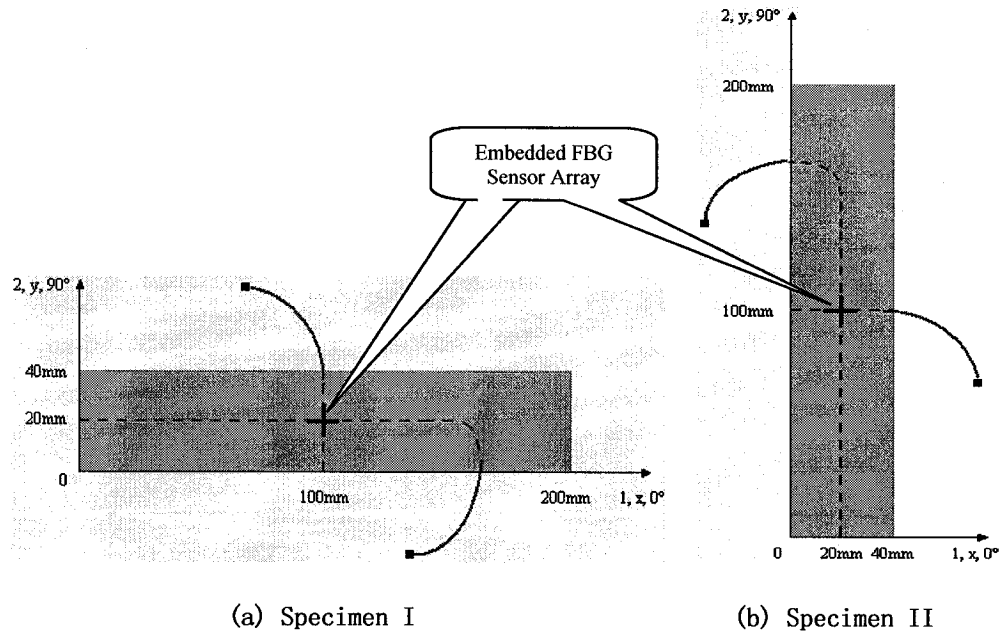 Embedded FBG
Sensor Array
2, y, 90°
40mm
20mm
0
100mm
200mm
1, x, 0°
(a) Specimen I
2, y, 90°
200mm
100mm
0
20mm
40mm
1, x, 0°
(b) Specimen II